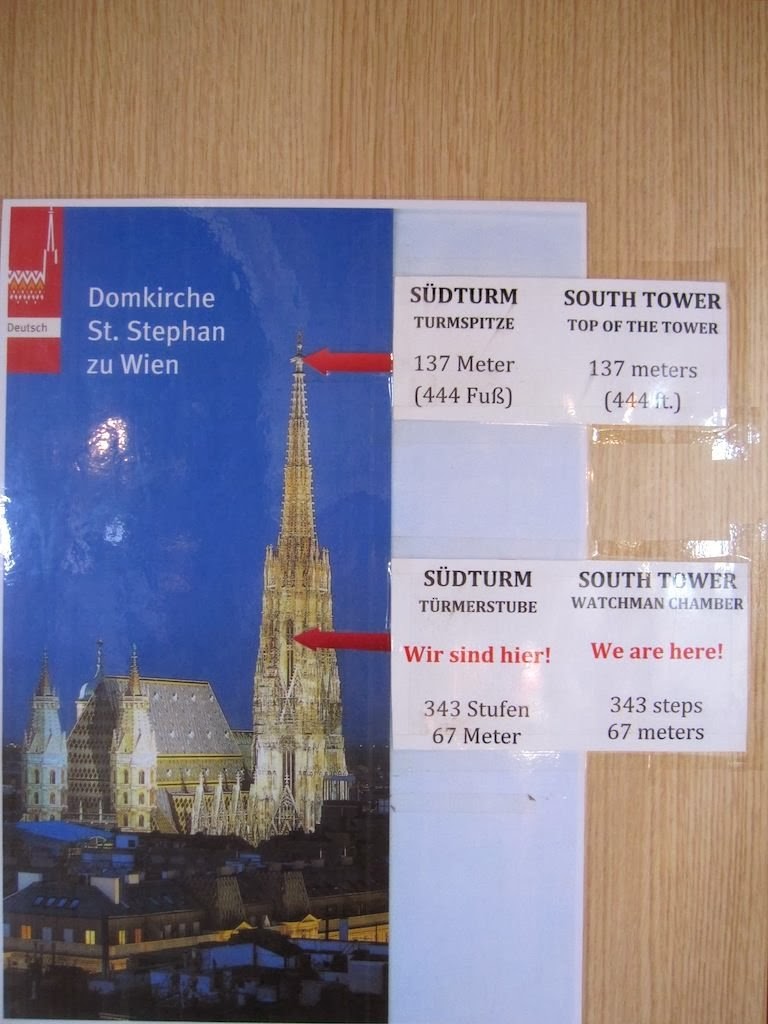 Deutsch
Domkirche
St. Stephan
zu Wien
SÜDTURM
TURMSPITZE
137 Meter
(444 Fuß)
SOUTH TOWER
TOP OF THE TOWER
137 meters
(444 ft.)
SÜDTURM
TÜRMERSTUBE
Wir sind hier!
343 Stufen
67 Meter
SOUTH TOWER
WATCHMAN CHAMBER
We are here!
343 steps
67 meters